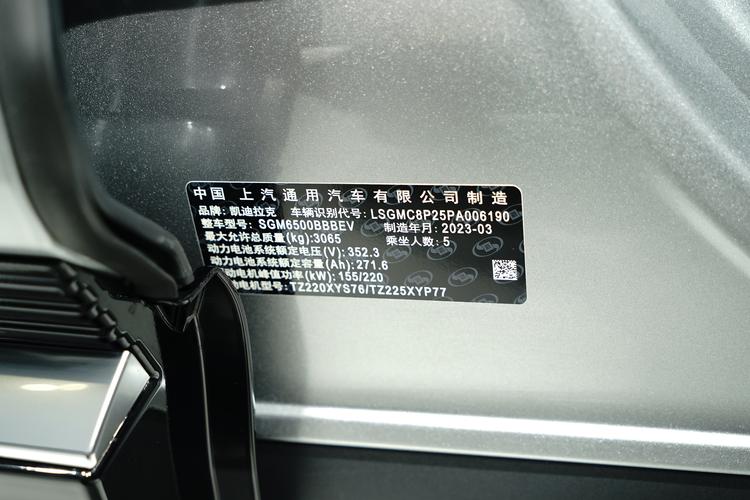 中国 上汽通用汽车有限公司制造
品牌: 凯迪拉克 车辆识别代号: LSGMC8P25PA006190
整车型号: SGM6500BBBEV 制造年月: 2023-03
最大允许总质量(kg):3065 乘坐人数: 5
动力电池系统额定电压(V): 352.3
动力电池系统额定容量(Ah): 271.6
动电机峰值功率(kW): 155/220
电机型号: TZ220XYS76/TZ225XYP77